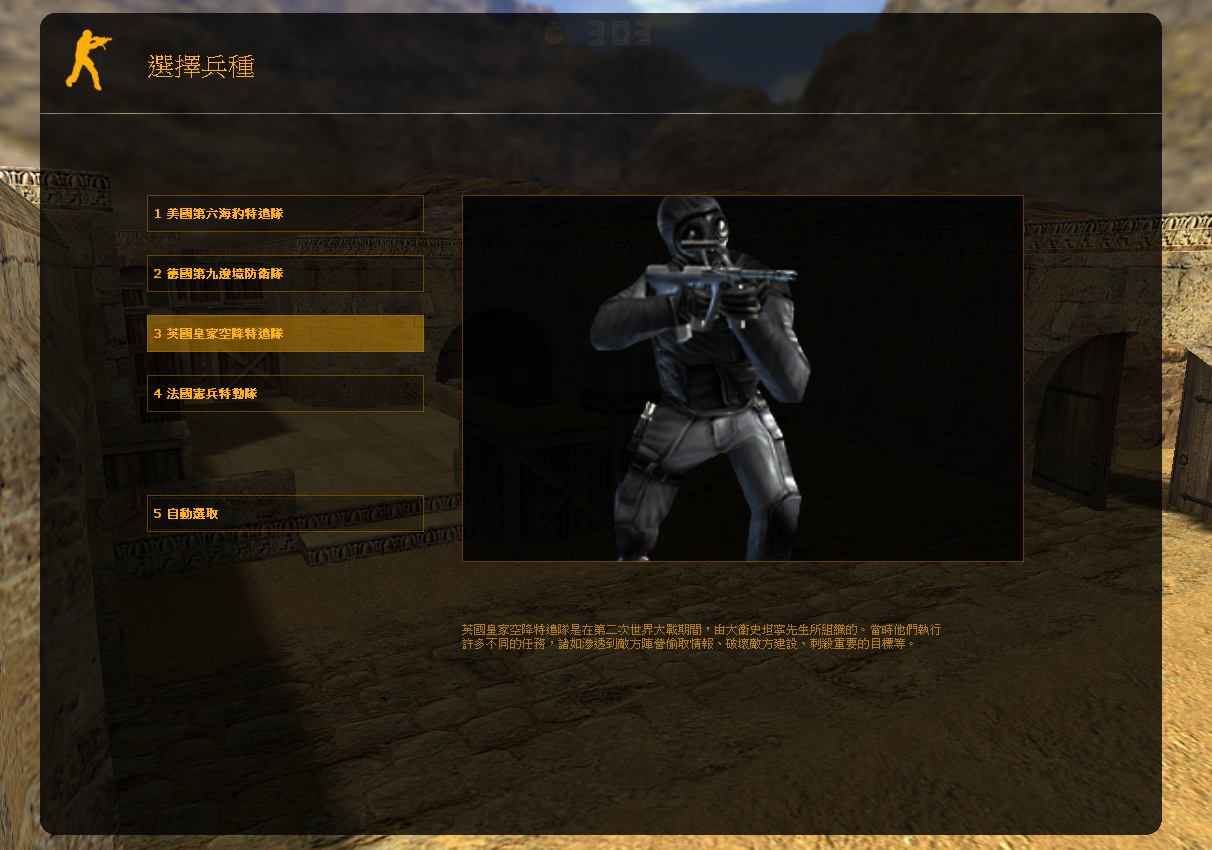 選擇兵種
1 美國第六海豹特遣隊
2 德國第九邊境防衛隊
3 英國皇家空降特遣隊
4 法國憲兵特勤隊
5 自動選取
英國皇家空降特遣隊是在第二次世界大戰期間，由大衛史坦寧先生所組織的。當時他們執行
許多不同的任務，諸如滲透到敵方陣營偷取情報、破壞敵方建設、刺殺重要的目標等。